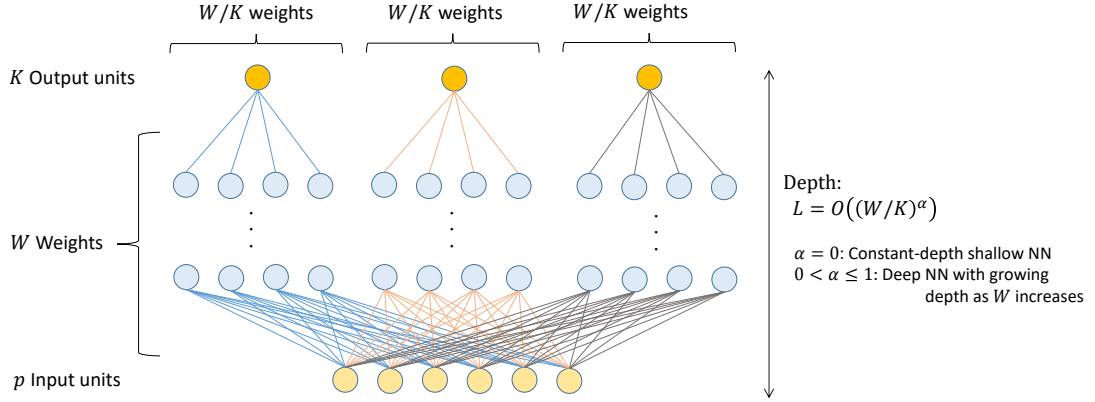 W/K weights
W/K weights
W/K weights
K Output units
W Weights
p Input units
Depth:
L = O((W/K)^α)
α = 0: Constant-depth shallow NN
0 < α ≤ 1: Deep NN with growing
depth as W increases